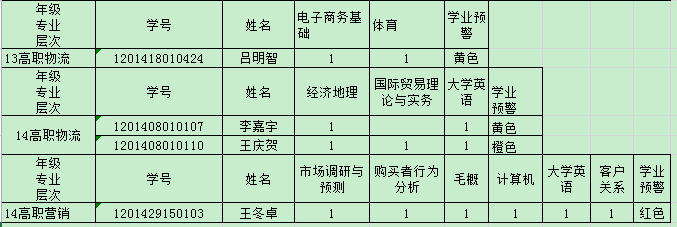 年级 专业 层次 学号 姓名 电子商务基础 体育 学业预警
13高职物流 1201418010424 吕明智 1 1 黄色
年级 专业 层次 学号 姓名 经济地理 国际贸易理论与实务 大学英语 学业预警
14高职物流 1201408010107 李嘉宇 1 1 黄色
1201408010110 王庆贺 1 1 1 橙色
年级 专业 层次 学号 姓名 市场调研与预测 购买者行为分析 毛概 计算机 大学英语 客户关系 学业预警
14高职营销 1201429150103 王冬卓 1 1 1 1 1 1 红色